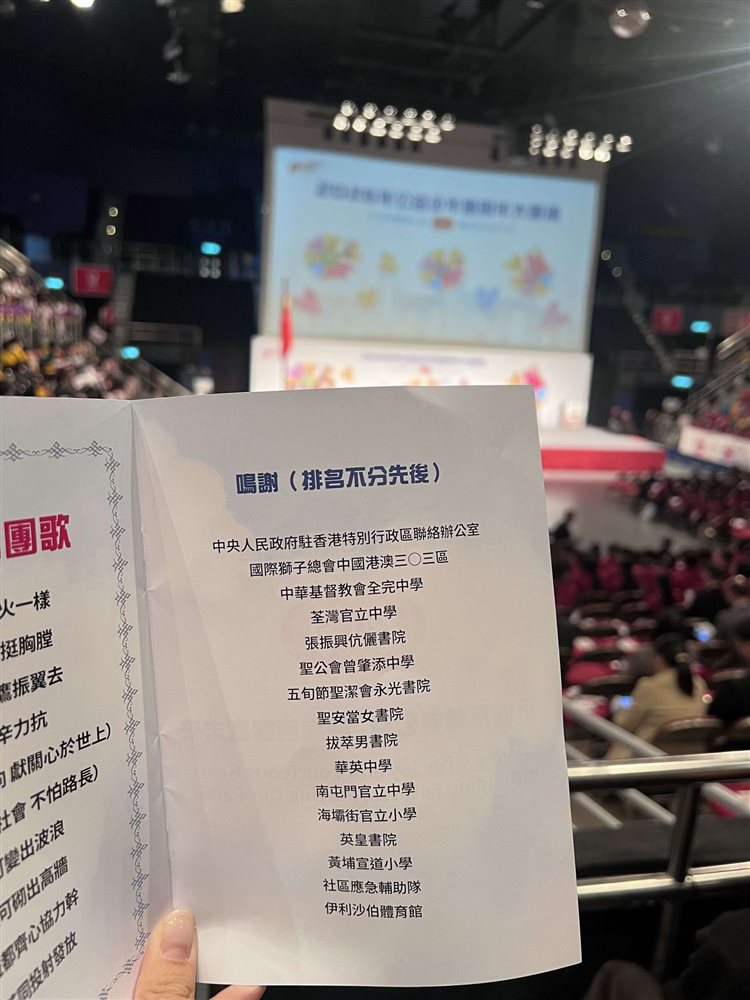 團歌
火一樣
挺胸膛
鷹振翼去
辛力抗
獻關心於世上）
社會 不怕路長）
可變出波浪
可砌出高牆
都齊心協力幹
同投射發放
鳴謝（排名不分先後）
中央人民政府駐香港特別行政區聯絡辦公室
國際獅子總會中國港澳三〇三區
中華基督教會全完中學
荃灣官立中學
張振興伉儷書院
聖公會曾肇添中學
五旬節聖潔會永光書院
聖安當女書院
拔萃男書院
華英中學
南屯門官立中學
海壩街官立小學
英皇書院
黃埔宣道小學
社區應急輔助隊
伊利沙伯體育館